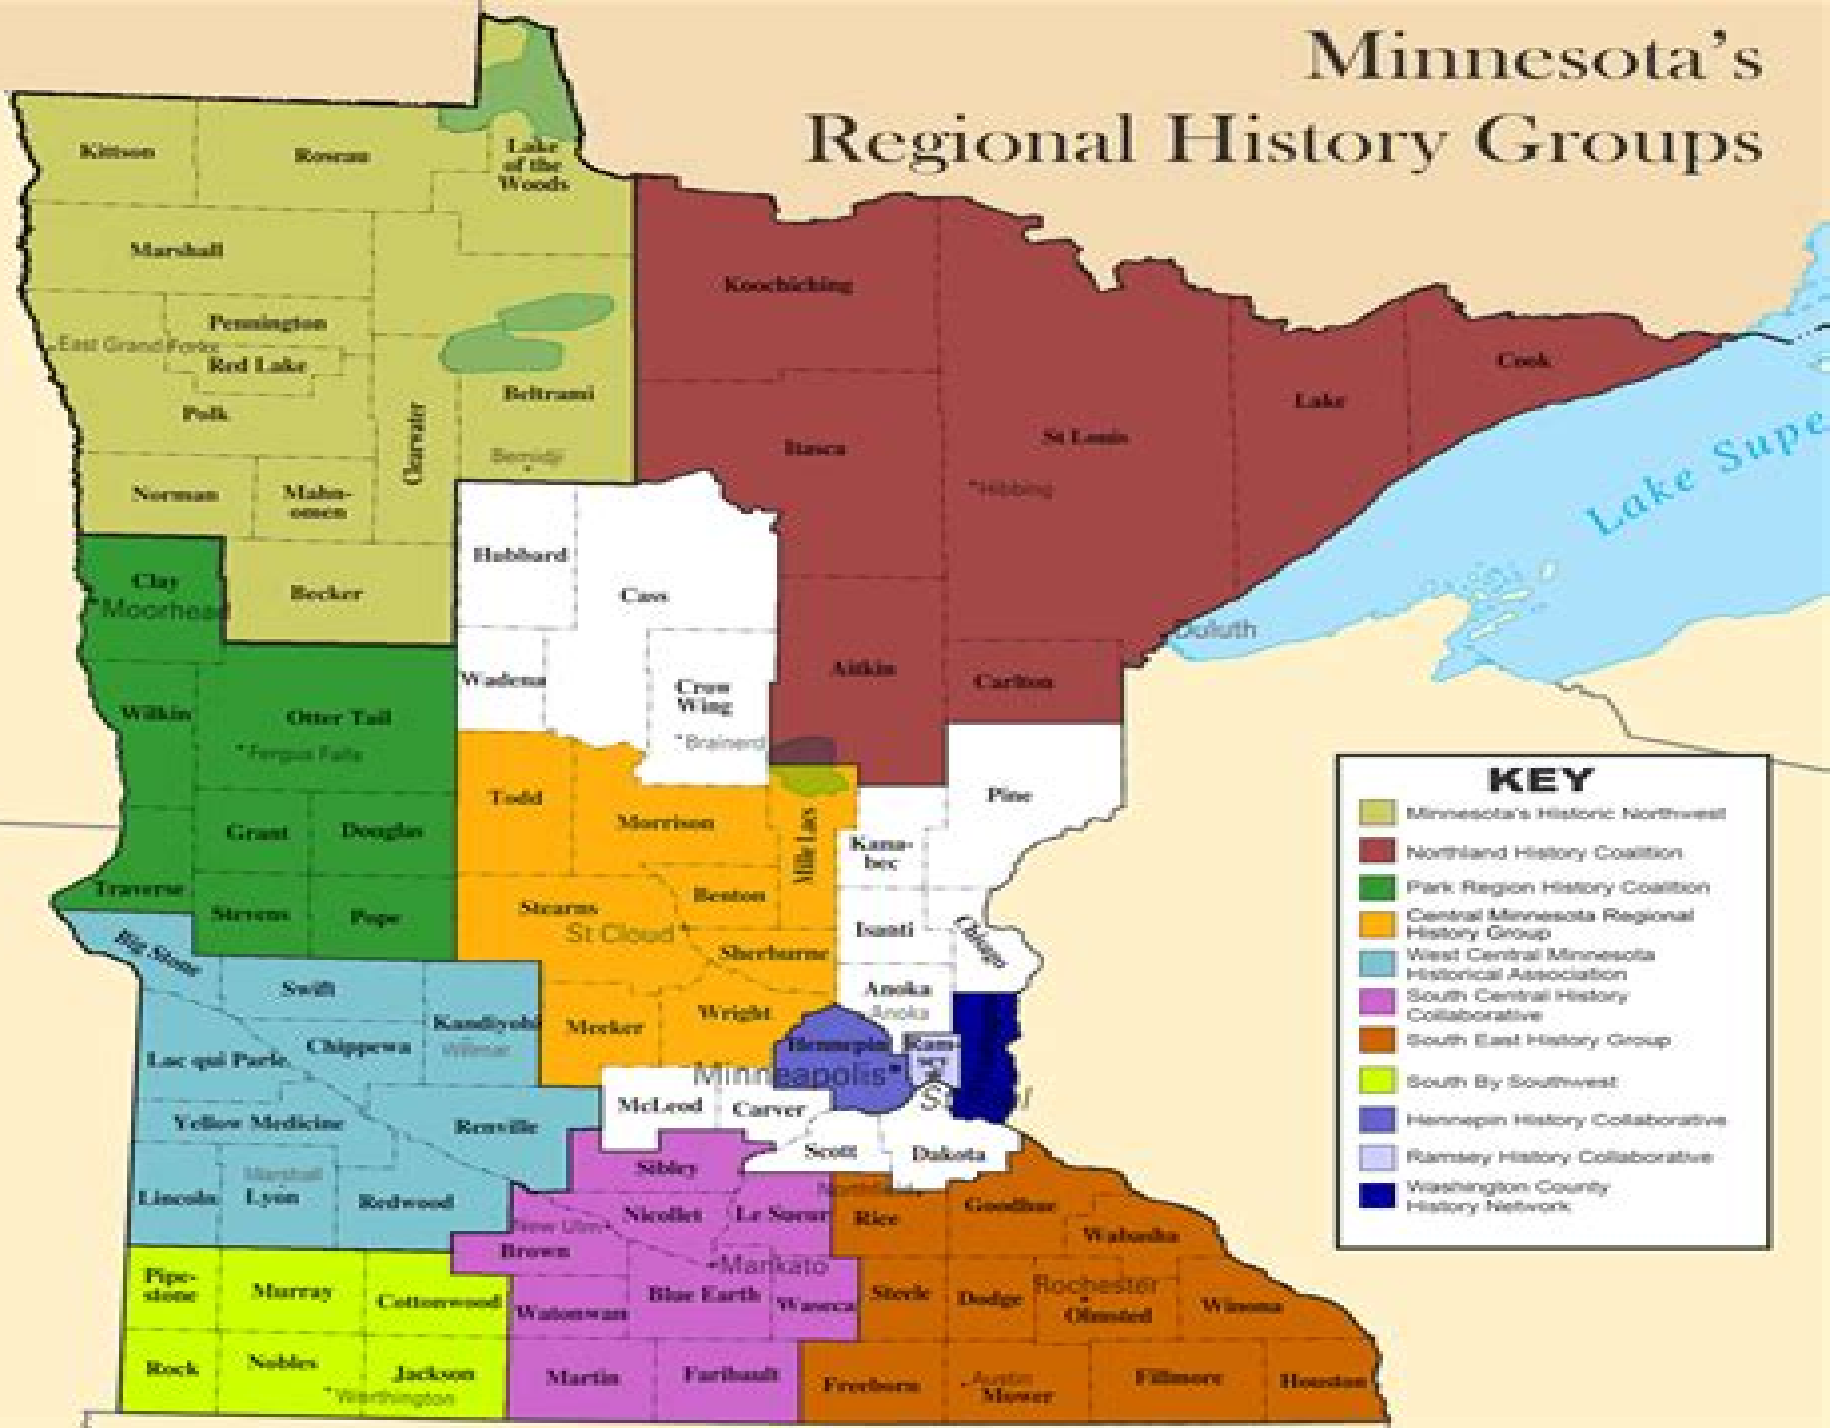 Minnesota's
Regional History Groups
Kittson
Roseau
Lake
of the
Woods
Marshall
Koochiching
Pennington
East Grand Forks
Red Lake
Cook
Beltrami
Lake
Polk
Clearwater
St Louis
Itasca
Lake Supe
Bemidji
Hibbing
Norman
Mahn-
omen
Hubbard
Clay
Becker
Cass
Moorhead
Duluth
Aitkin
Wadena
Carlton
Crow
Wing
Wilkin
Otter Tail
Brainerd
Fergus Falls
Pine
Todd
Morrison
Grant
Douglas
Mille Lacs
Kana-
bec
Traverse
Benton
Stevens
Pope
Stearns
St Cloud
Isanti
Chisago
Big Stone
Sherburne
Swift
Anoka
Anoka
Kandiyohi
Meeker
Wright
Willmar
Chippewa
Lac qui Parle
Hennepin
Ram-
sey
Minneapolis
McLeod
Carver
S
l
Yellow Medicine
Renville
Scott
Dakota
Sibley
Marshall
Lincoln
Lyon
Redwood
Northfield
Nicollet
Le Sueur
Rice
Goodhue
New Ulm
Wabasha
Brown
Mankato
Pipe-
stone
Murray
Cottonwood
Watonwan
Blue Earth
Waseca
Steele
Dodge
Rochester
Olmsted
Winona
Rock
Nobles
Jackson
Worthington
Martin
Faribault
Freeborn
Austin
Mower
Fillmore
Houston
KEY
Minnesota's Historic Northwest
Northland History Coalition
Park Region History Coalition
Central Minnesota Regional
History Group
West Central Minnesota
Historical Association
South Central History
Collaborative
South East History Group
South By Southwest
Hennepin History Collaborative
Ramsey History Collaborative
Washington County
History Network